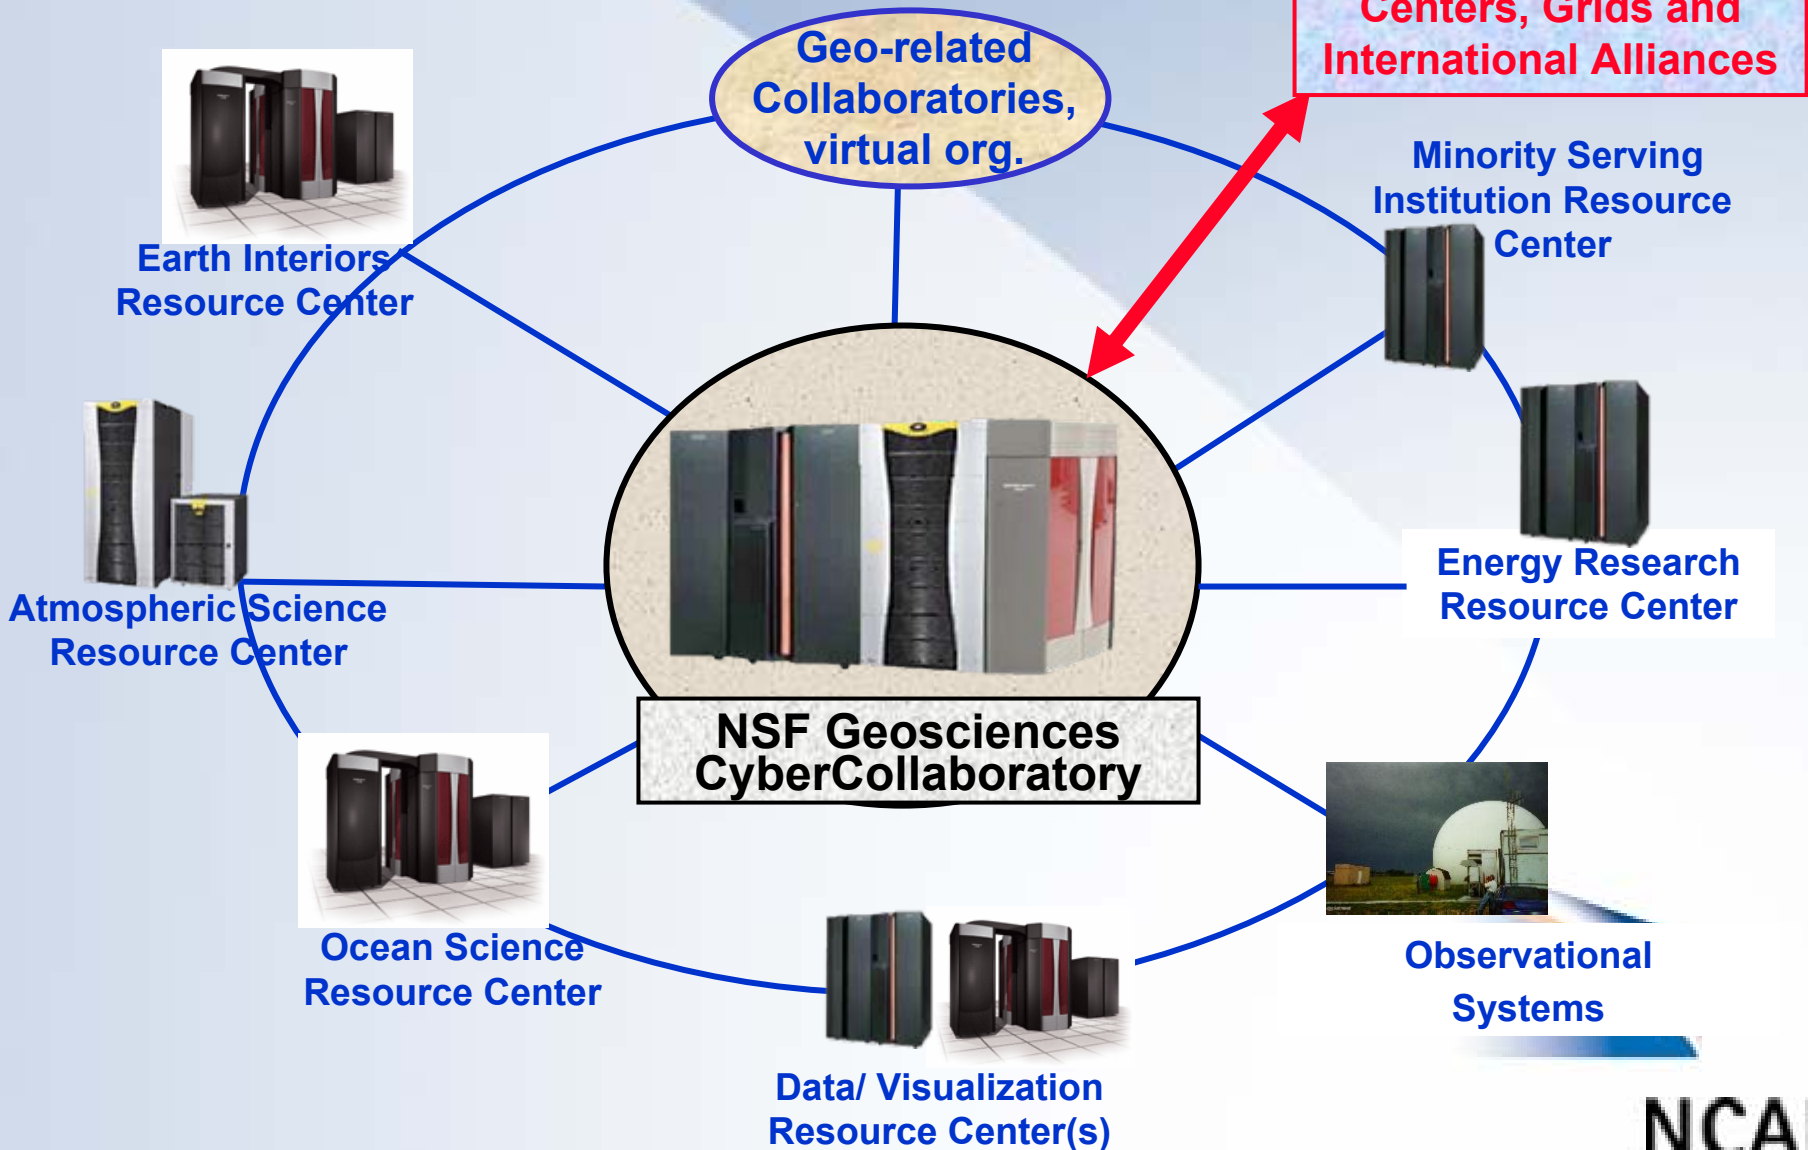 Centers, Grids and
International Alliances
Geo-related
Collaboratories,
virtual org.
Minority Serving
Institution Resource
Center
Earth Interiors
Resource Center
Energy Research
Resource Center
Atmospheric Science
Resource Center
NSF Geosciences
CyberCollaboratory
Ocean Science
Resource Center
Observational
Systems
Data/ Visualization
Resource Center(s)
NCA